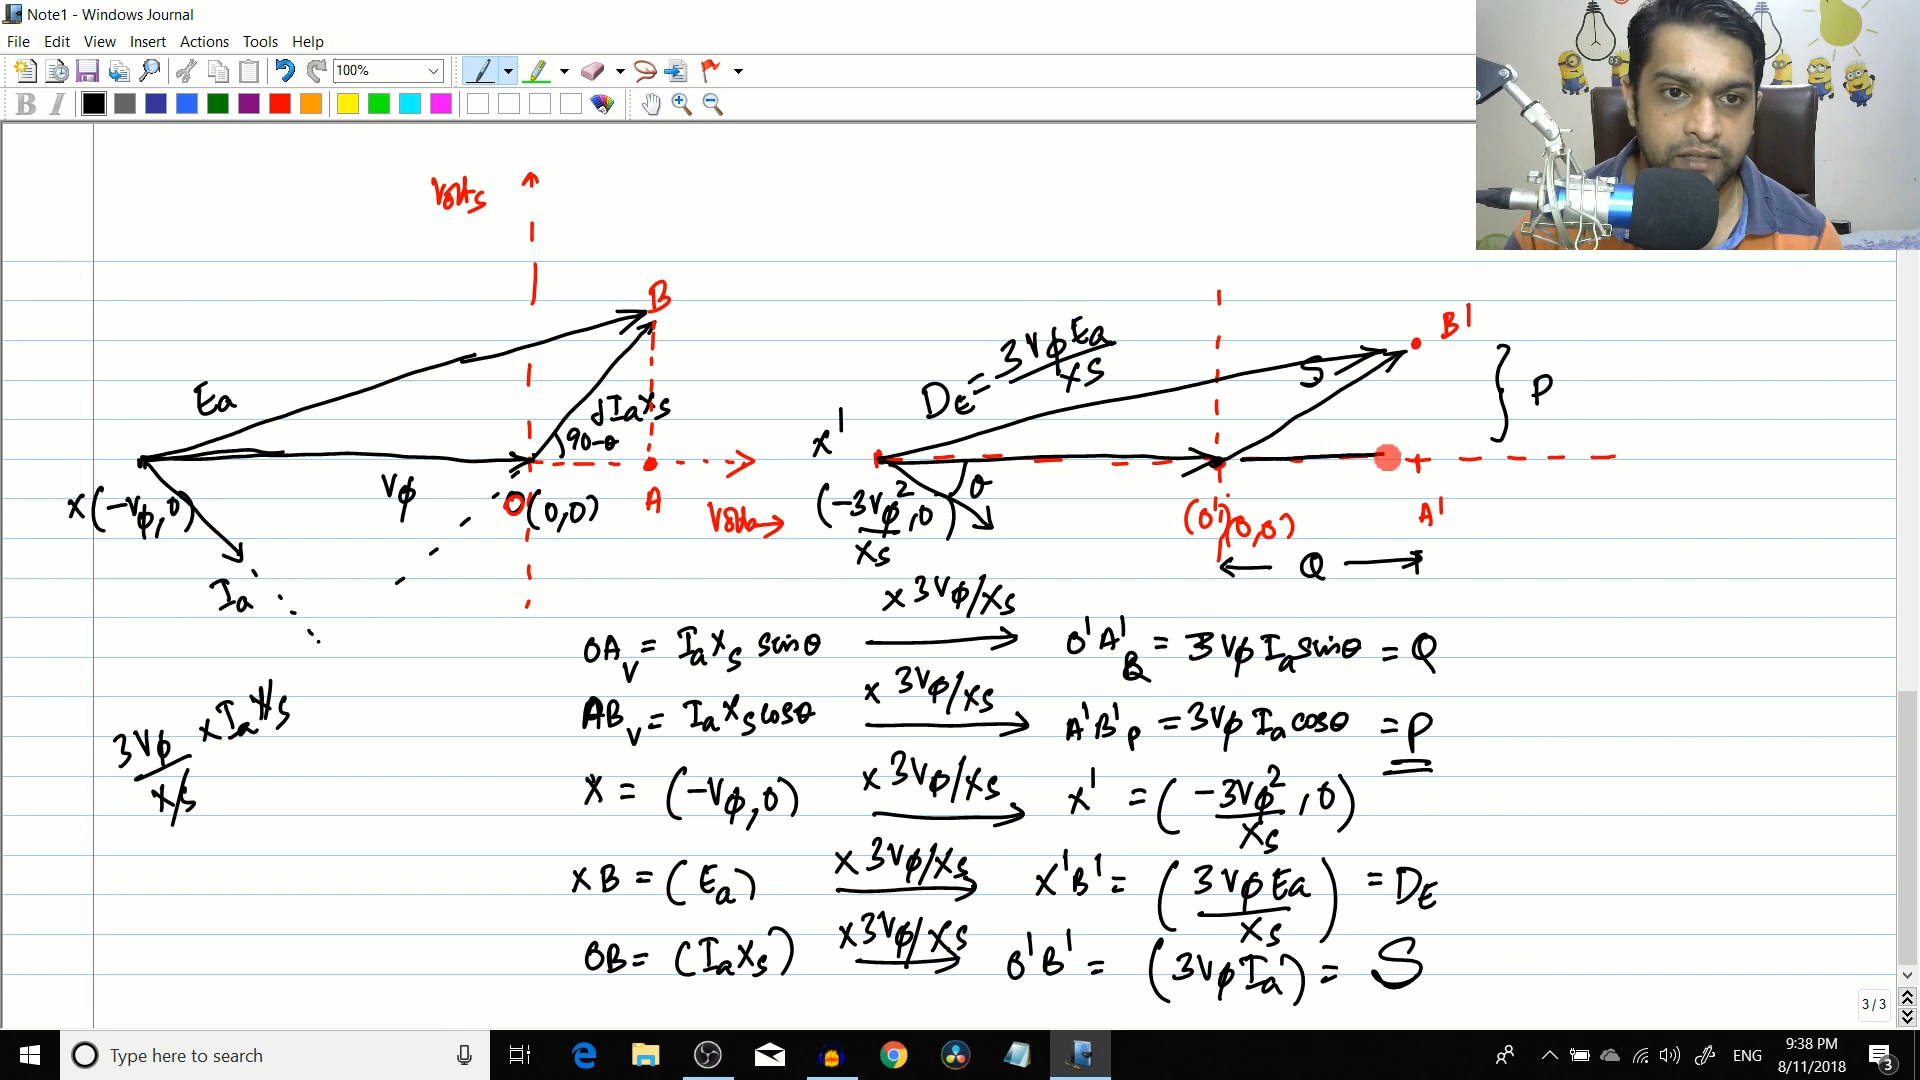 Note1 - Windows Journal
File Edit View Insert Actions Tools Help
100%
B I
Volts
B
Ea
jIaXs
90-θ
Vφ
X(-Vφ,0)
O(0,0)
A
Volts
Ia
DE = 3VφEa/Xs
S
B'
P
X'
θ
(-3Vφ²/Xs,0)
(O')(0,0)
A'
Q
OAV = IaXs sinθ x 3Vφ/Xs O'A'Q = 3VφIa sinθ = Q
ABV = IaXs cosθ x 3Vφ/Xs A'B'P = 3VφIa cosθ = P
3Vφ/Xs x IaXs
X = (-Vφ,0) x 3Vφ/Xs X' = (-3Vφ²/Xs,0)
XB = (Ea) x 3Vφ/Xs X'B' = (3VφEa/Xs) = DE
OB = (IaXs) x 3Vφ/Xs O'B' = (3VφIa) = S
3/3
Type here to search
ENG
9:38 PM
8/11/2018
3